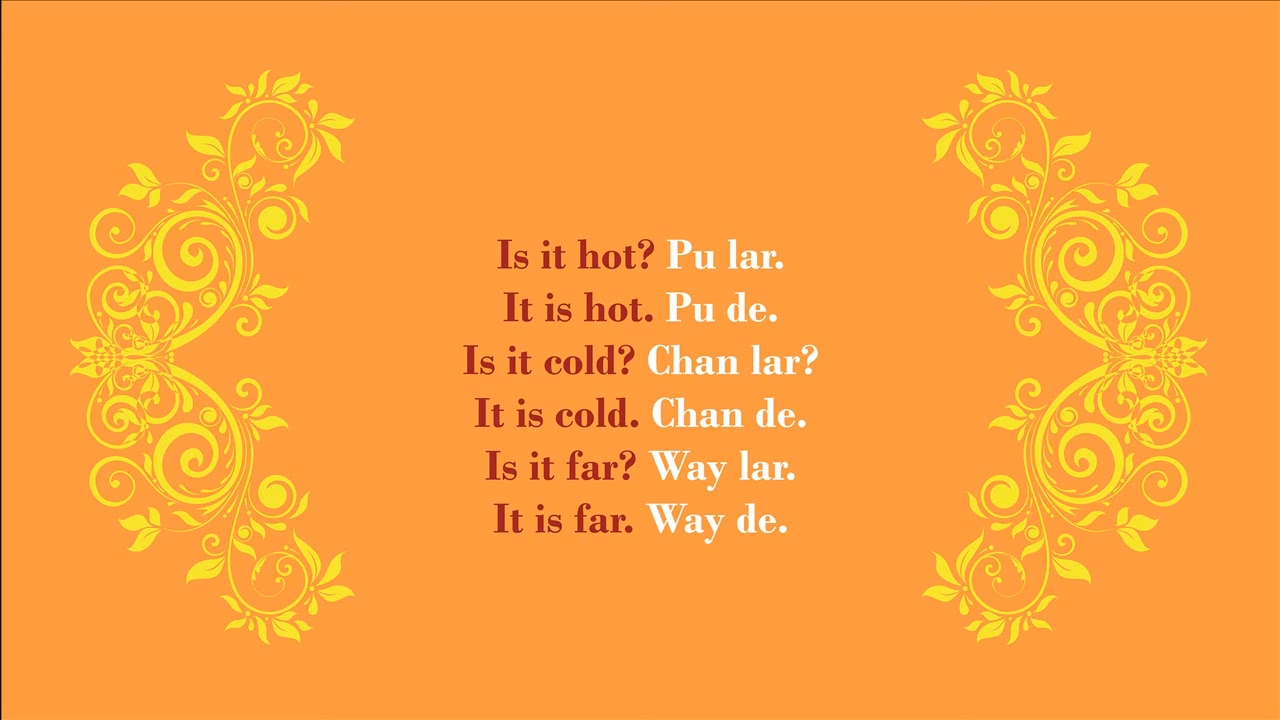 Is it hot? Pu lar.
It is hot. Pu de.
Is it cold? Chan lar?
It is cold. Chan de.
Is it far? Way lar.
It is far. Way de.